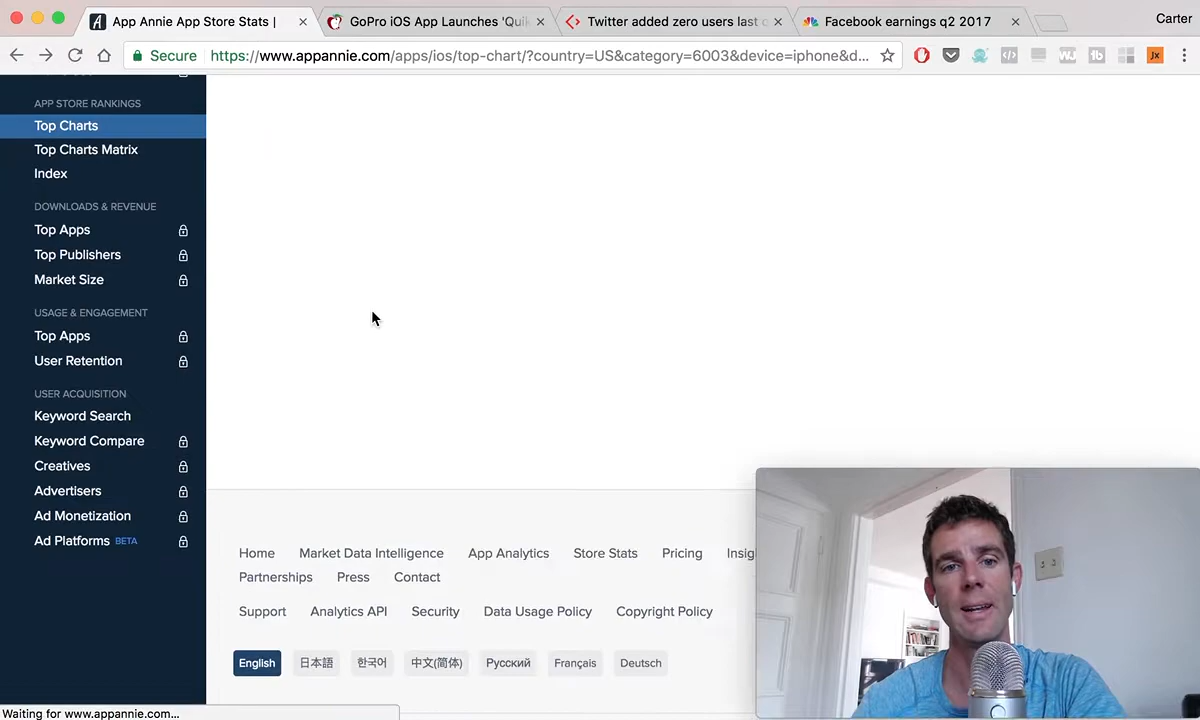 App Annie App Store Stats |
GoPro iOS App Launches 'Quik
Twitter added zero users last q
Facebook earnings q2 2017
Carter
Secure
https://www.appannie.com/apps/ios/top-chart/?country=US&category=6003&device=iphone&d...
APP STORE RANKINGS
Top Charts
Top Charts Matrix
Index
DOWNLOADS & REVENUE
Top Apps
Top Publishers
Market Size
USAGE & ENGAGEMENT
Top Apps
User Retention
USER ACQUISITION
Keyword Search
Keyword Compare
Creatives
Advertisers
Ad Monetization
Ad Platforms BETA
Home Market Data Intelligence App Analytics Store Stats Pricing Insig
Partnerships Press Contact
Support Analytics API Security Data Usage Policy Copyright Policy
English 日本語 한국어 中文(简体) Русский Français Deutsch
Waiting for www.appannie.com...